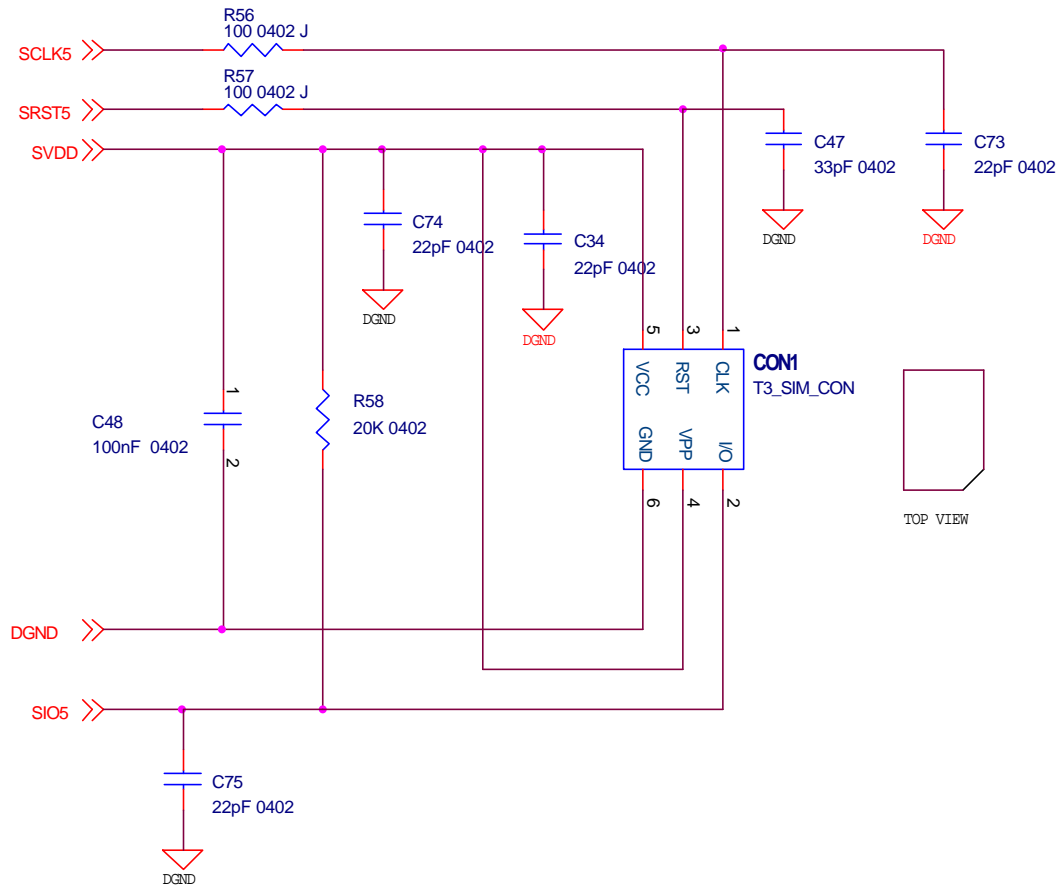 R56
100 0402 J
SCLK5
R57
100 0402 J
SRST5
SVDD
C47
33pF 0402
C73
22pF 0402
C74
22pF 0402
C34
22pF 0402
DGND
DGND
DGND
DGND
5
3
1
VCC
RST
CLK
CON1
T3_SIM_CON
GND
VPP
I/O
6
4
2
1
C48
100nF 0402
2
R58
20K 0402
TOP VIEW
DGND
SIO5
C75
22pF 0402
DGND